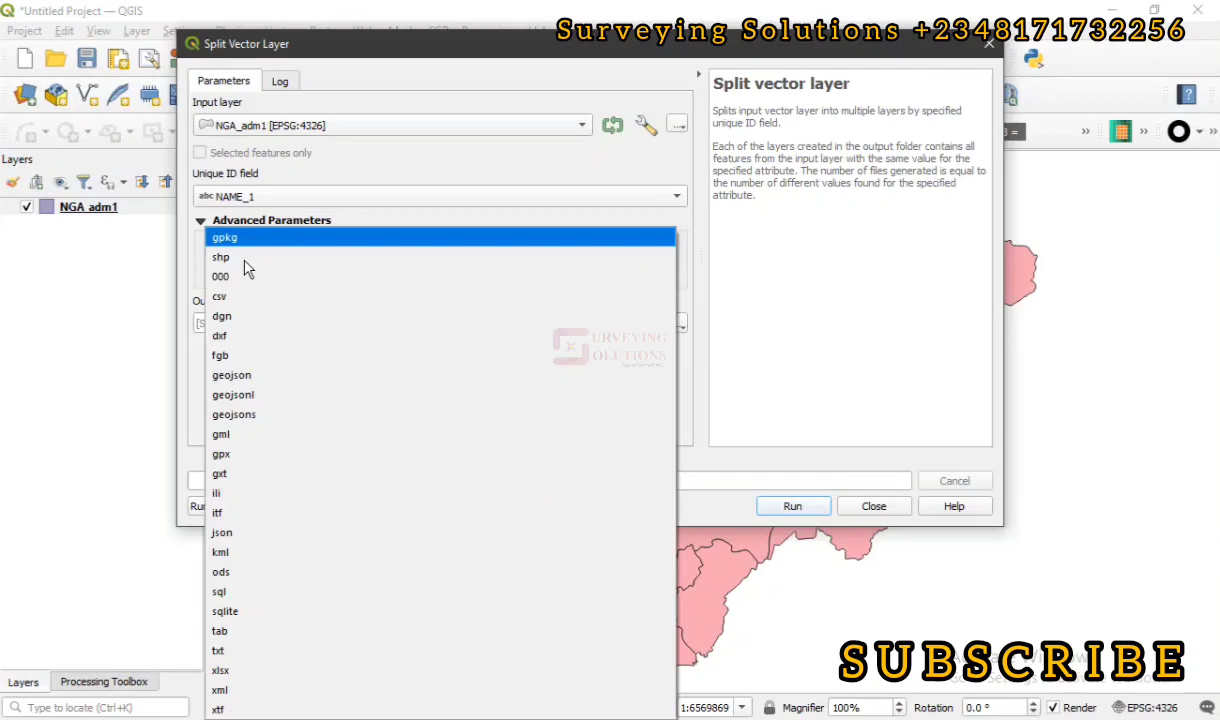 *Untitled Project — QGIS
Surveying Solutions +2348171732256
Project Edit View Layer
Split Vector Layer
Parameters
Log
Input layer
NGA_adm1 [EPSG:4326]
Selected features only
Unique ID field
abc NAME_1
Advanced Parameters
gpkg
shp
000
csv
dgn
dxf
fgb
geojson
geojsonl
geojsons
gml
gpx
gxt
ili
itf
json
kml
ods
sql
sqlite
tab
txt
xlsx
xml
xtf
Split vector layer
Splits input vector layer into multiple layers by specified
unique ID field.
Each of the layers created in the output folder contains all
features from the input layer with the same value for the
specified attribute. The number of files generated is equal to
the number of different values found for the specified
attribute.
Layers
NGA_adm1
URVEYING
OLUTIONS
Cancel
Run
Close
Help
SUBSCRIBE
Layers
Processing Toolbox
Type to locate (Ctrl+K)
1:6569869
Magnifier 100%
Rotation 0.0 °
Render
EPSG:4326